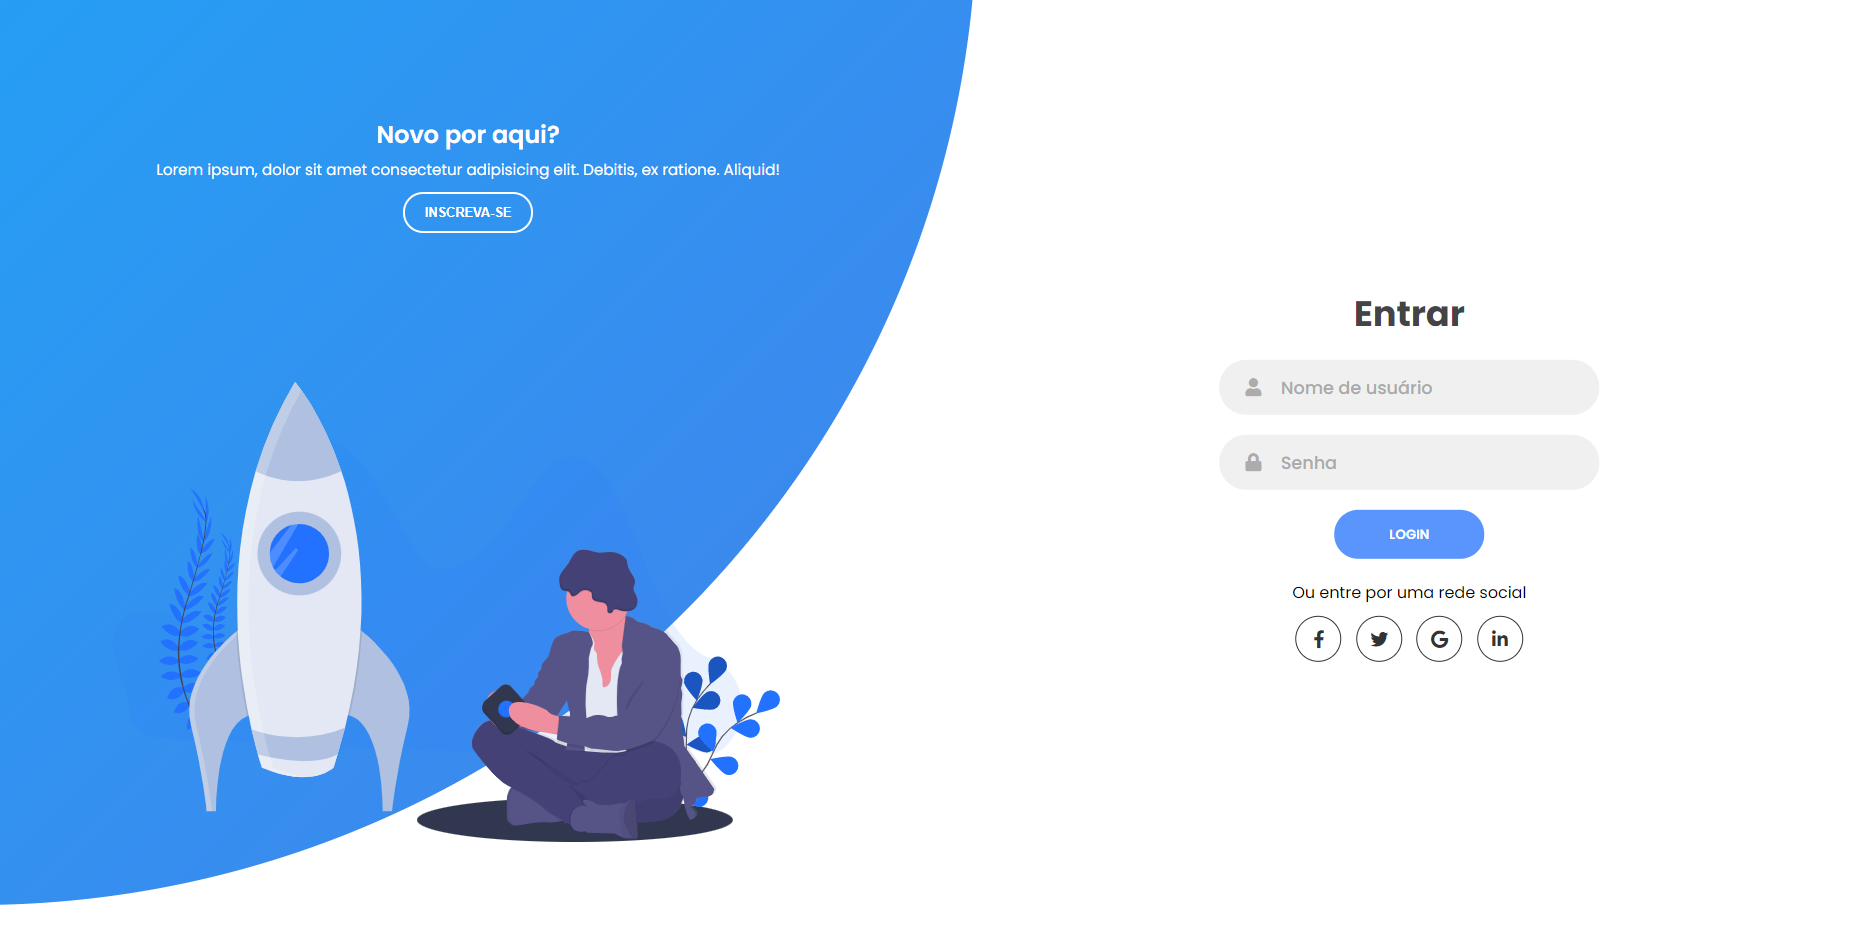 Novo por aqui?
Lorem ipsum, dolor sit amet consectetur adipisicing elit. Debitis, ex ratione. Aliquid!
INSCREVA-SE
Entrar
Nome de usuário
Senha
LOGIN
Ou entre por uma rede social